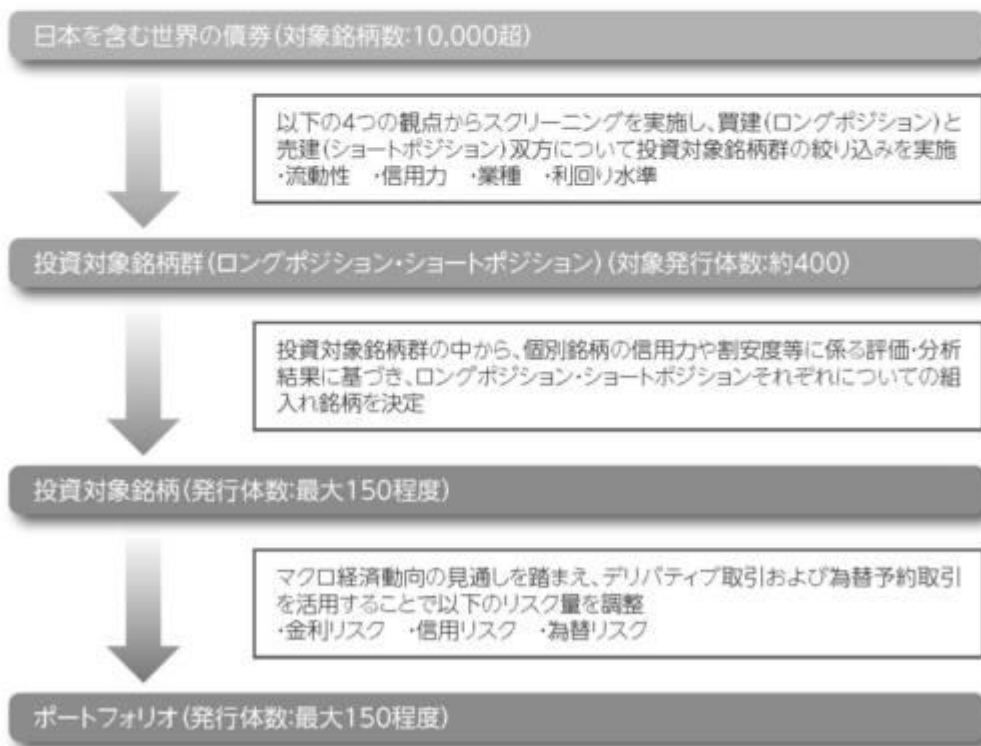 日本を含む世界の債券(対象銘柄数:10,000超)
以下の4つの観点からスクリーニングを実施し、買建(ロングポジション)と
売建(ショートポジション)双方について投資対象銘柄群の絞り込みを実施
・流動性　・信用力　・業種　・利回り水準
投資対象銘柄群(ロングポジション・ショートポジション)(対象発行体数:約400)
投資対象銘柄群の中から、個別銘柄の信用力や割安度等に係る評価・分析
結果に基づき、ロングポジション・ショートポジションそれぞれについての組
入れ銘柄を決定
投資対象銘柄(発行体数:最大150程度)
マクロ経済動向の見通しを踏まえ、デリバティブ取引および為替予約取引
を活用することで以下のリスク量を調整
・金利リスク　・信用リスク　・為替リスク
ポートフォリオ(発行体数:最大150程度)